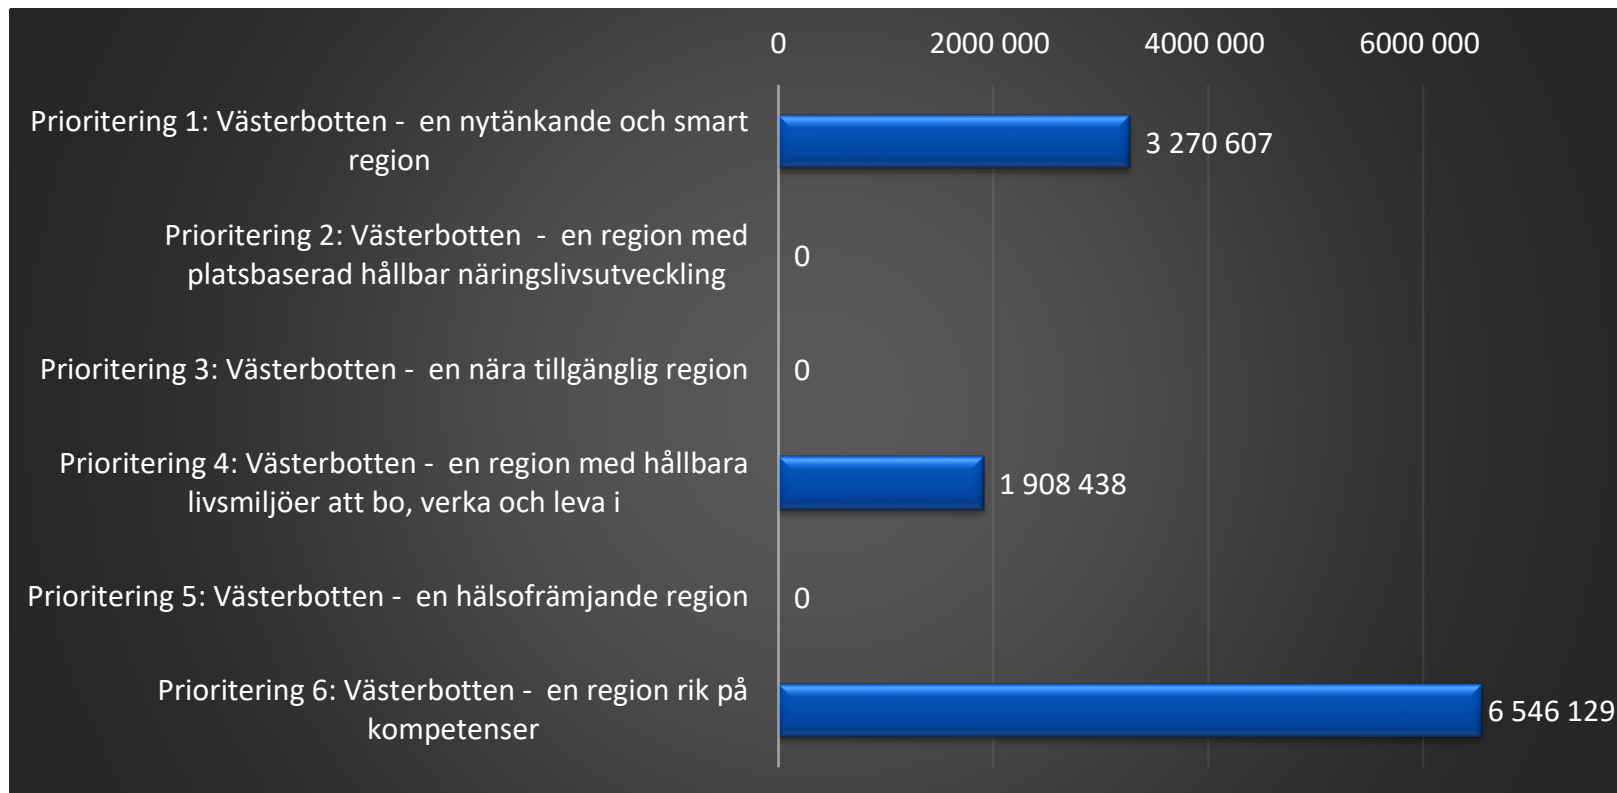 0 2000 000 4000 000 6000 000
Prioritering 1: Västerbotten -  en nytänkande och smart
region
3 270 607
Prioritering 2: Västerbotten  -  en region med
platsbaserad hållbar näringslivsutveckling
0
Prioritering 3: Västerbotten -  en nära tillgänglig region
0
Prioritering 4: Västerbotten -  en region med hållbara
livsmiljöer att bo, verka och leva i
1 908 438
Prioritering 5: Västerbotten -  en hälsofrämjande region
0
Prioritering 6: Västerbotten -  en region rik på
kompetenser
6 546 129